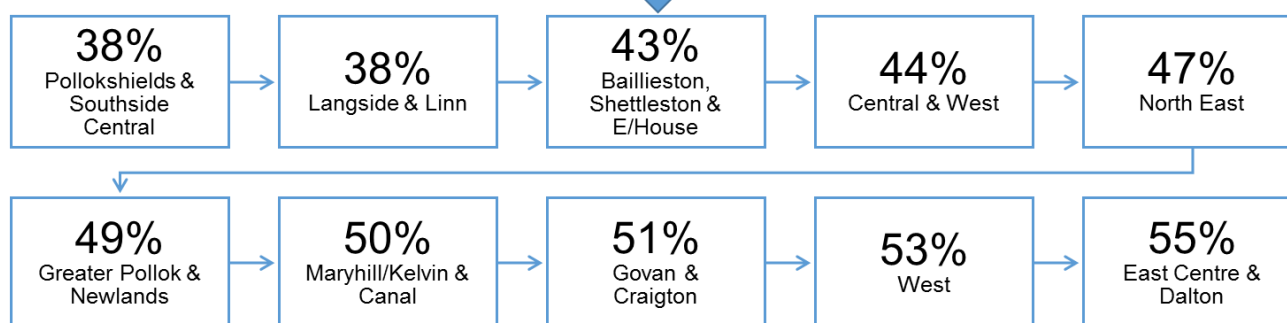 38%
Pollokshields &
Southside
Central
38%
Langside & Linn
43%
Baillieston,
Shettleston &
E/House
44%
Central & West
47%
North East
49%
Greater Pollok &
Newlands
50%
Maryhill/Kelvin &
Canal
51%
Govan &
Craigton
53%
West
55%
East Centre &
Dalton